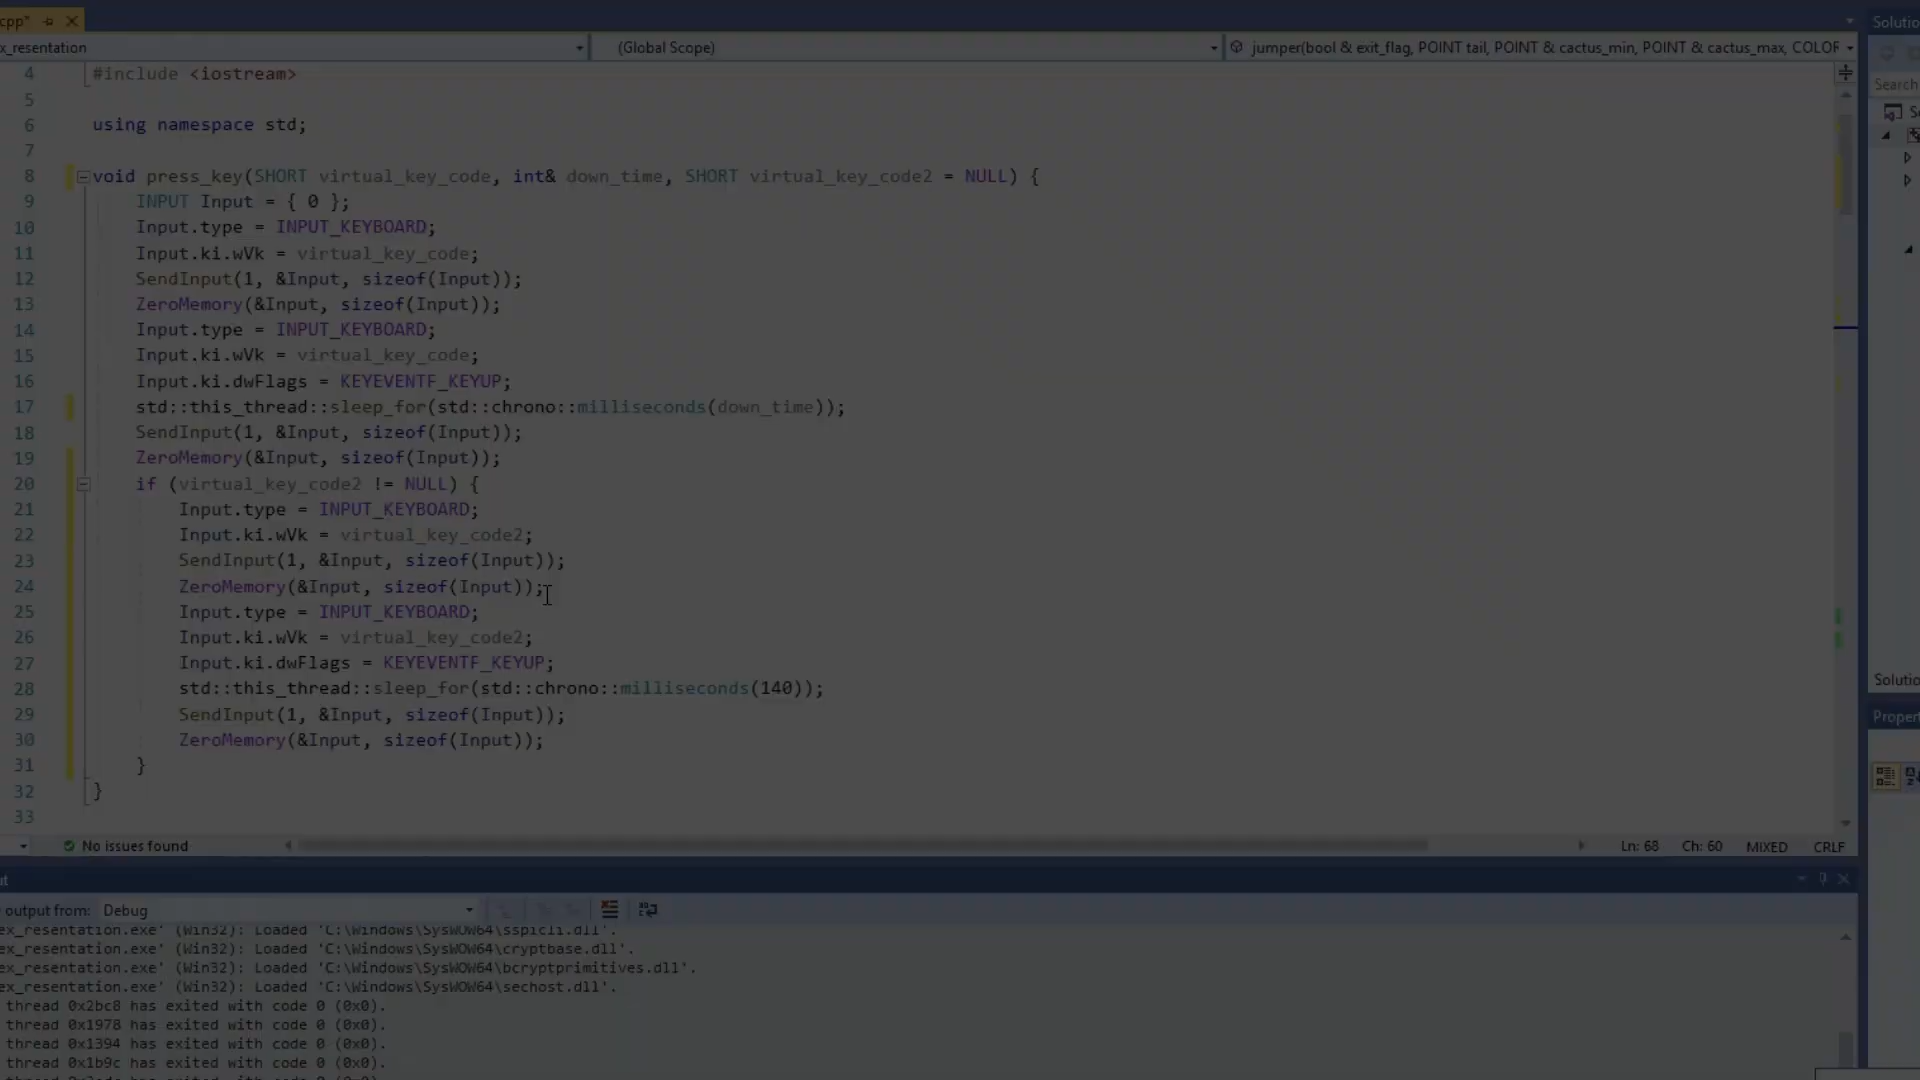 cpp*
Solutio
x_resentation
(Global Scope)
jumper(bool & exit_flag, POINT tail, POINT & cactus_min, POINT & cactus_max, COLOR
Search
4 #include <iostream>
5
6 using namespace std;
7
8 void press_key(SHORT virtual_key_code, int& down_time, SHORT virtual_key_code2 = NULL) {
9 INPUT Input = { 0 };
10 Input.type = INPUT_KEYBOARD;
11 Input.ki.wVk = virtual_key_code;
12 SendInput(1, &Input, sizeof(Input));
13 ZeroMemory(&Input, sizeof(Input));
14 Input.type = INPUT_KEYBOARD;
15 Input.ki.wVk = virtual_key_code;
16 Input.ki.dwFlags = KEYEVENTF_KEYUP;
17 std::this_thread::sleep_for(std::chrono::milliseconds(down_time));
18 SendInput(1, &Input, sizeof(Input));
19 ZeroMemory(&Input, sizeof(Input));
20 if (virtual_key_code2 != NULL) {
21 Input.type = INPUT_KEYBOARD;
22 Input.ki.wVk = virtual_key_code2;
23 SendInput(1, &Input, sizeof(Input));
24 ZeroMemory(&Input, sizeof(Input));
25 Input.type = INPUT_KEYBOARD;
26 Input.ki.wVk = virtual_key_code2;
27 Input.ki.dwFlags = KEYEVENTF_KEYUP;
28 std::this_thread::sleep_for(std::chrono::milliseconds(140));
29 SendInput(1, &Input, sizeof(Input));
30 ZeroMemory(&Input, sizeof(Input));
31 }
32 }
33
Solutio
Propert
No issues found
Ln: 68 Ch: 60 MIXED CRLF
output from: Debug
ex_resentation.exe' (Win32): Loaded 'C:\Windows\SysWOW64\sspicli.dll'.
ex_resentation.exe' (Win32): Loaded 'C:\Windows\SysWOW64\cryptbase.dll'.
ex_resentation.exe' (Win32): Loaded 'C:\Windows\SysWOW64\bcryptprimitives.dll'.
ex_resentation.exe' (Win32): Loaded 'C:\Windows\SysWOW64\sechost.dll'.
thread 0x2bc8 has exited with code 0 (0x0).
thread 0x1978 has exited with code 0 (0x0).
thread 0x1394 has exited with code 0 (0x0).
thread 0x1b9c has exited with code 0 (0x0).